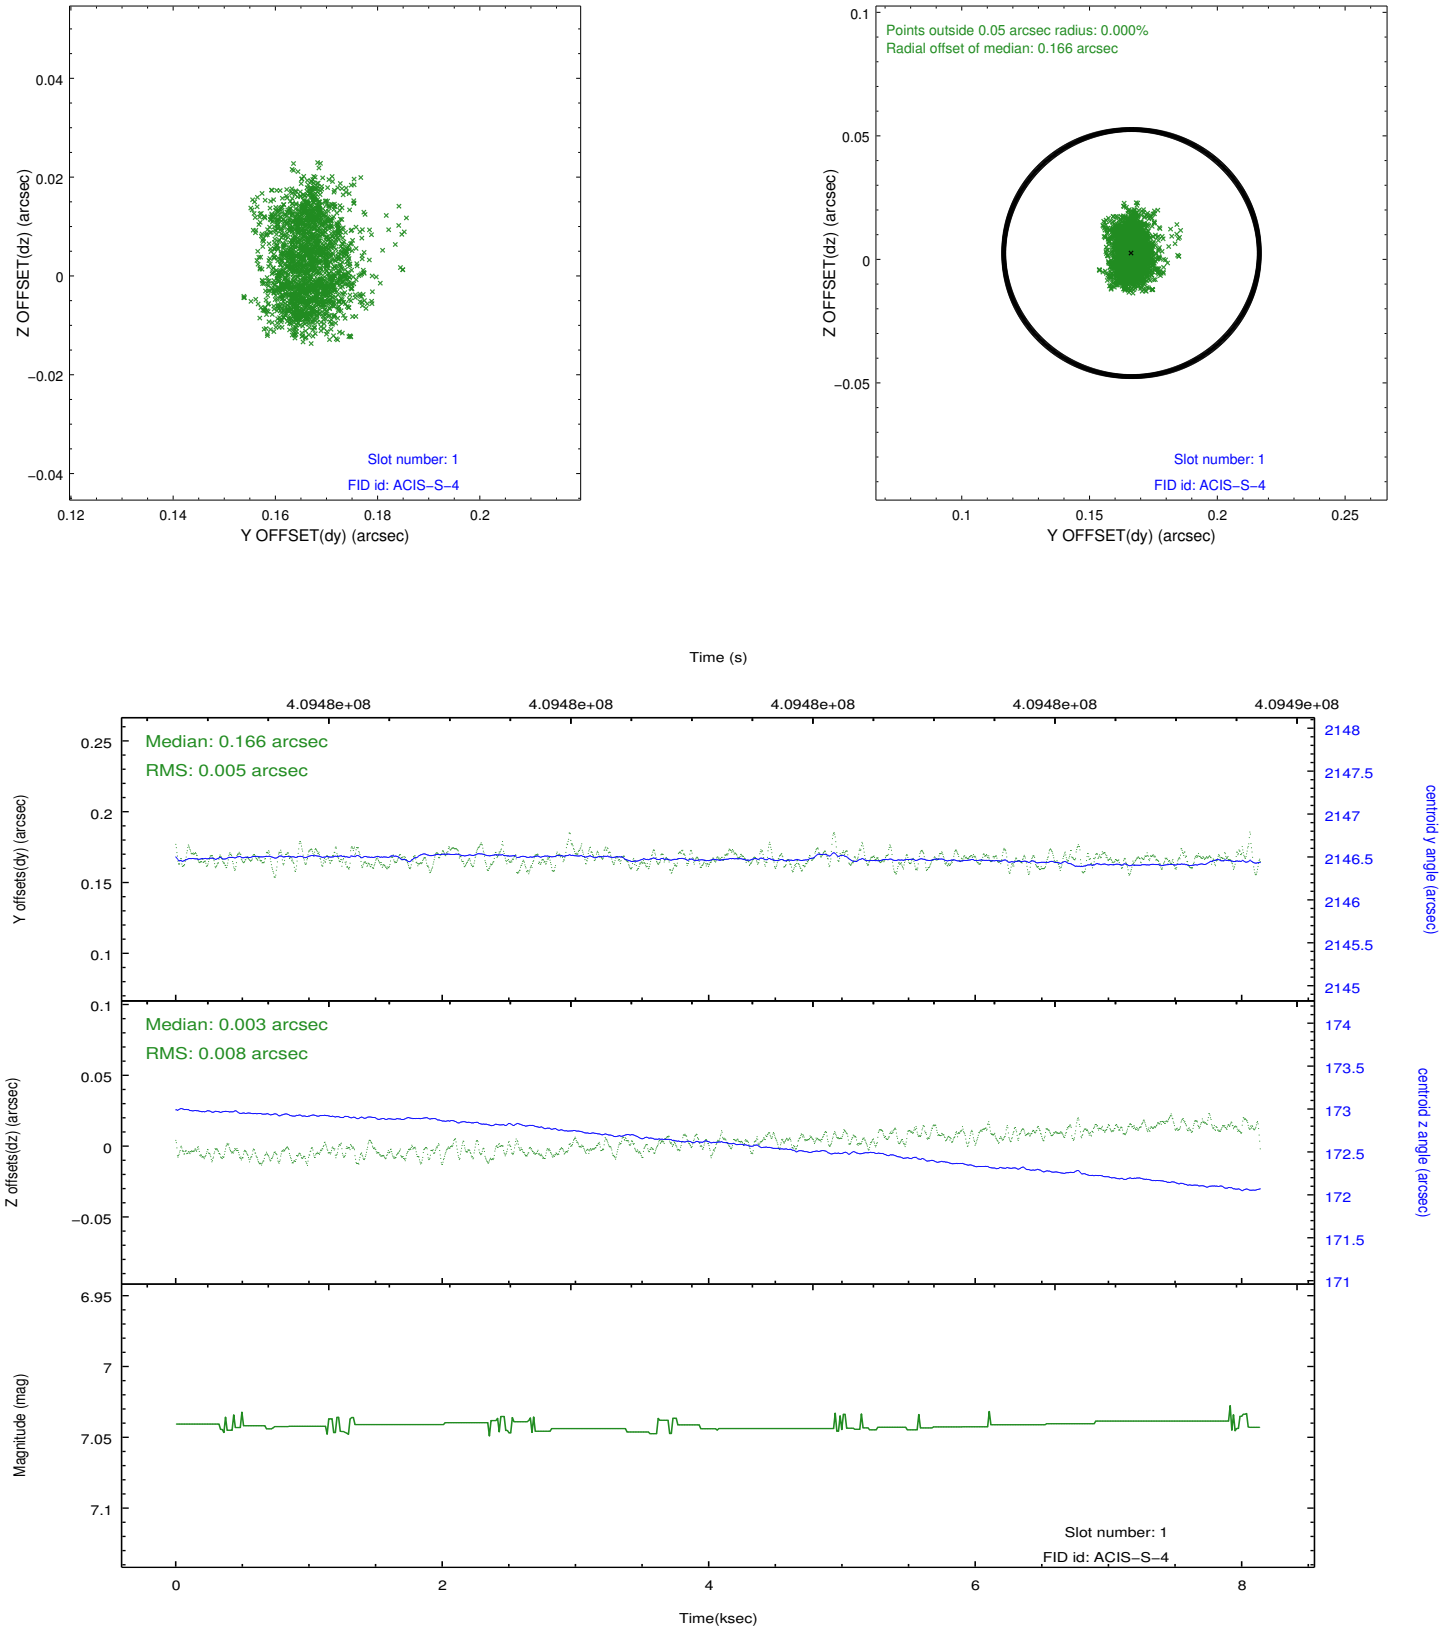 0.04
0.02
0
−0.02
−0.04
Z OFFSET(dz) (arcsec)
Slot number: 1
FID id: ACIS−S−4
0.12 0.14 0.16 0.18 0.2
Y OFFSET(dy) (arcsec)
0.1
0.05
0
−0.05
Z OFFSET(dz) (arcsec)
Points outside 0.05 arcsec radius: 0.000%
Radial offset of median: 0.166 arcsec
Slot number: 1
FID id: ACIS−S−4
0.1 0.15 0.2 0.25
Y OFFSET(dy) (arcsec)
Time (s)
4.0948e+08 4.0948e+08 4.0948e+08 4.0948e+08 4.0949e+08
Median: 0.166 arcsec
RMS: 0.005 arcsec
0.25
0.2
0.15
0.1
Y offsets(dy) (arcsec)
2148
2147.5
2147
2146.5
2146
2145.5
2145
centroid y angle (arcsec)
Median: 0.003 arcsec
RMS: 0.008 arcsec
0.1
0.05
0
−0.05
Z offsets(dz) (arcsec)
174
173.5
173
172.5
172
171.5
171
centroid z angle (arcsec)
6.95
7
7.05
7.1
Magnitude (mag)
Slot number: 1
FID id: ACIS−S−4
0 2 4 6 8
Time(ksec)